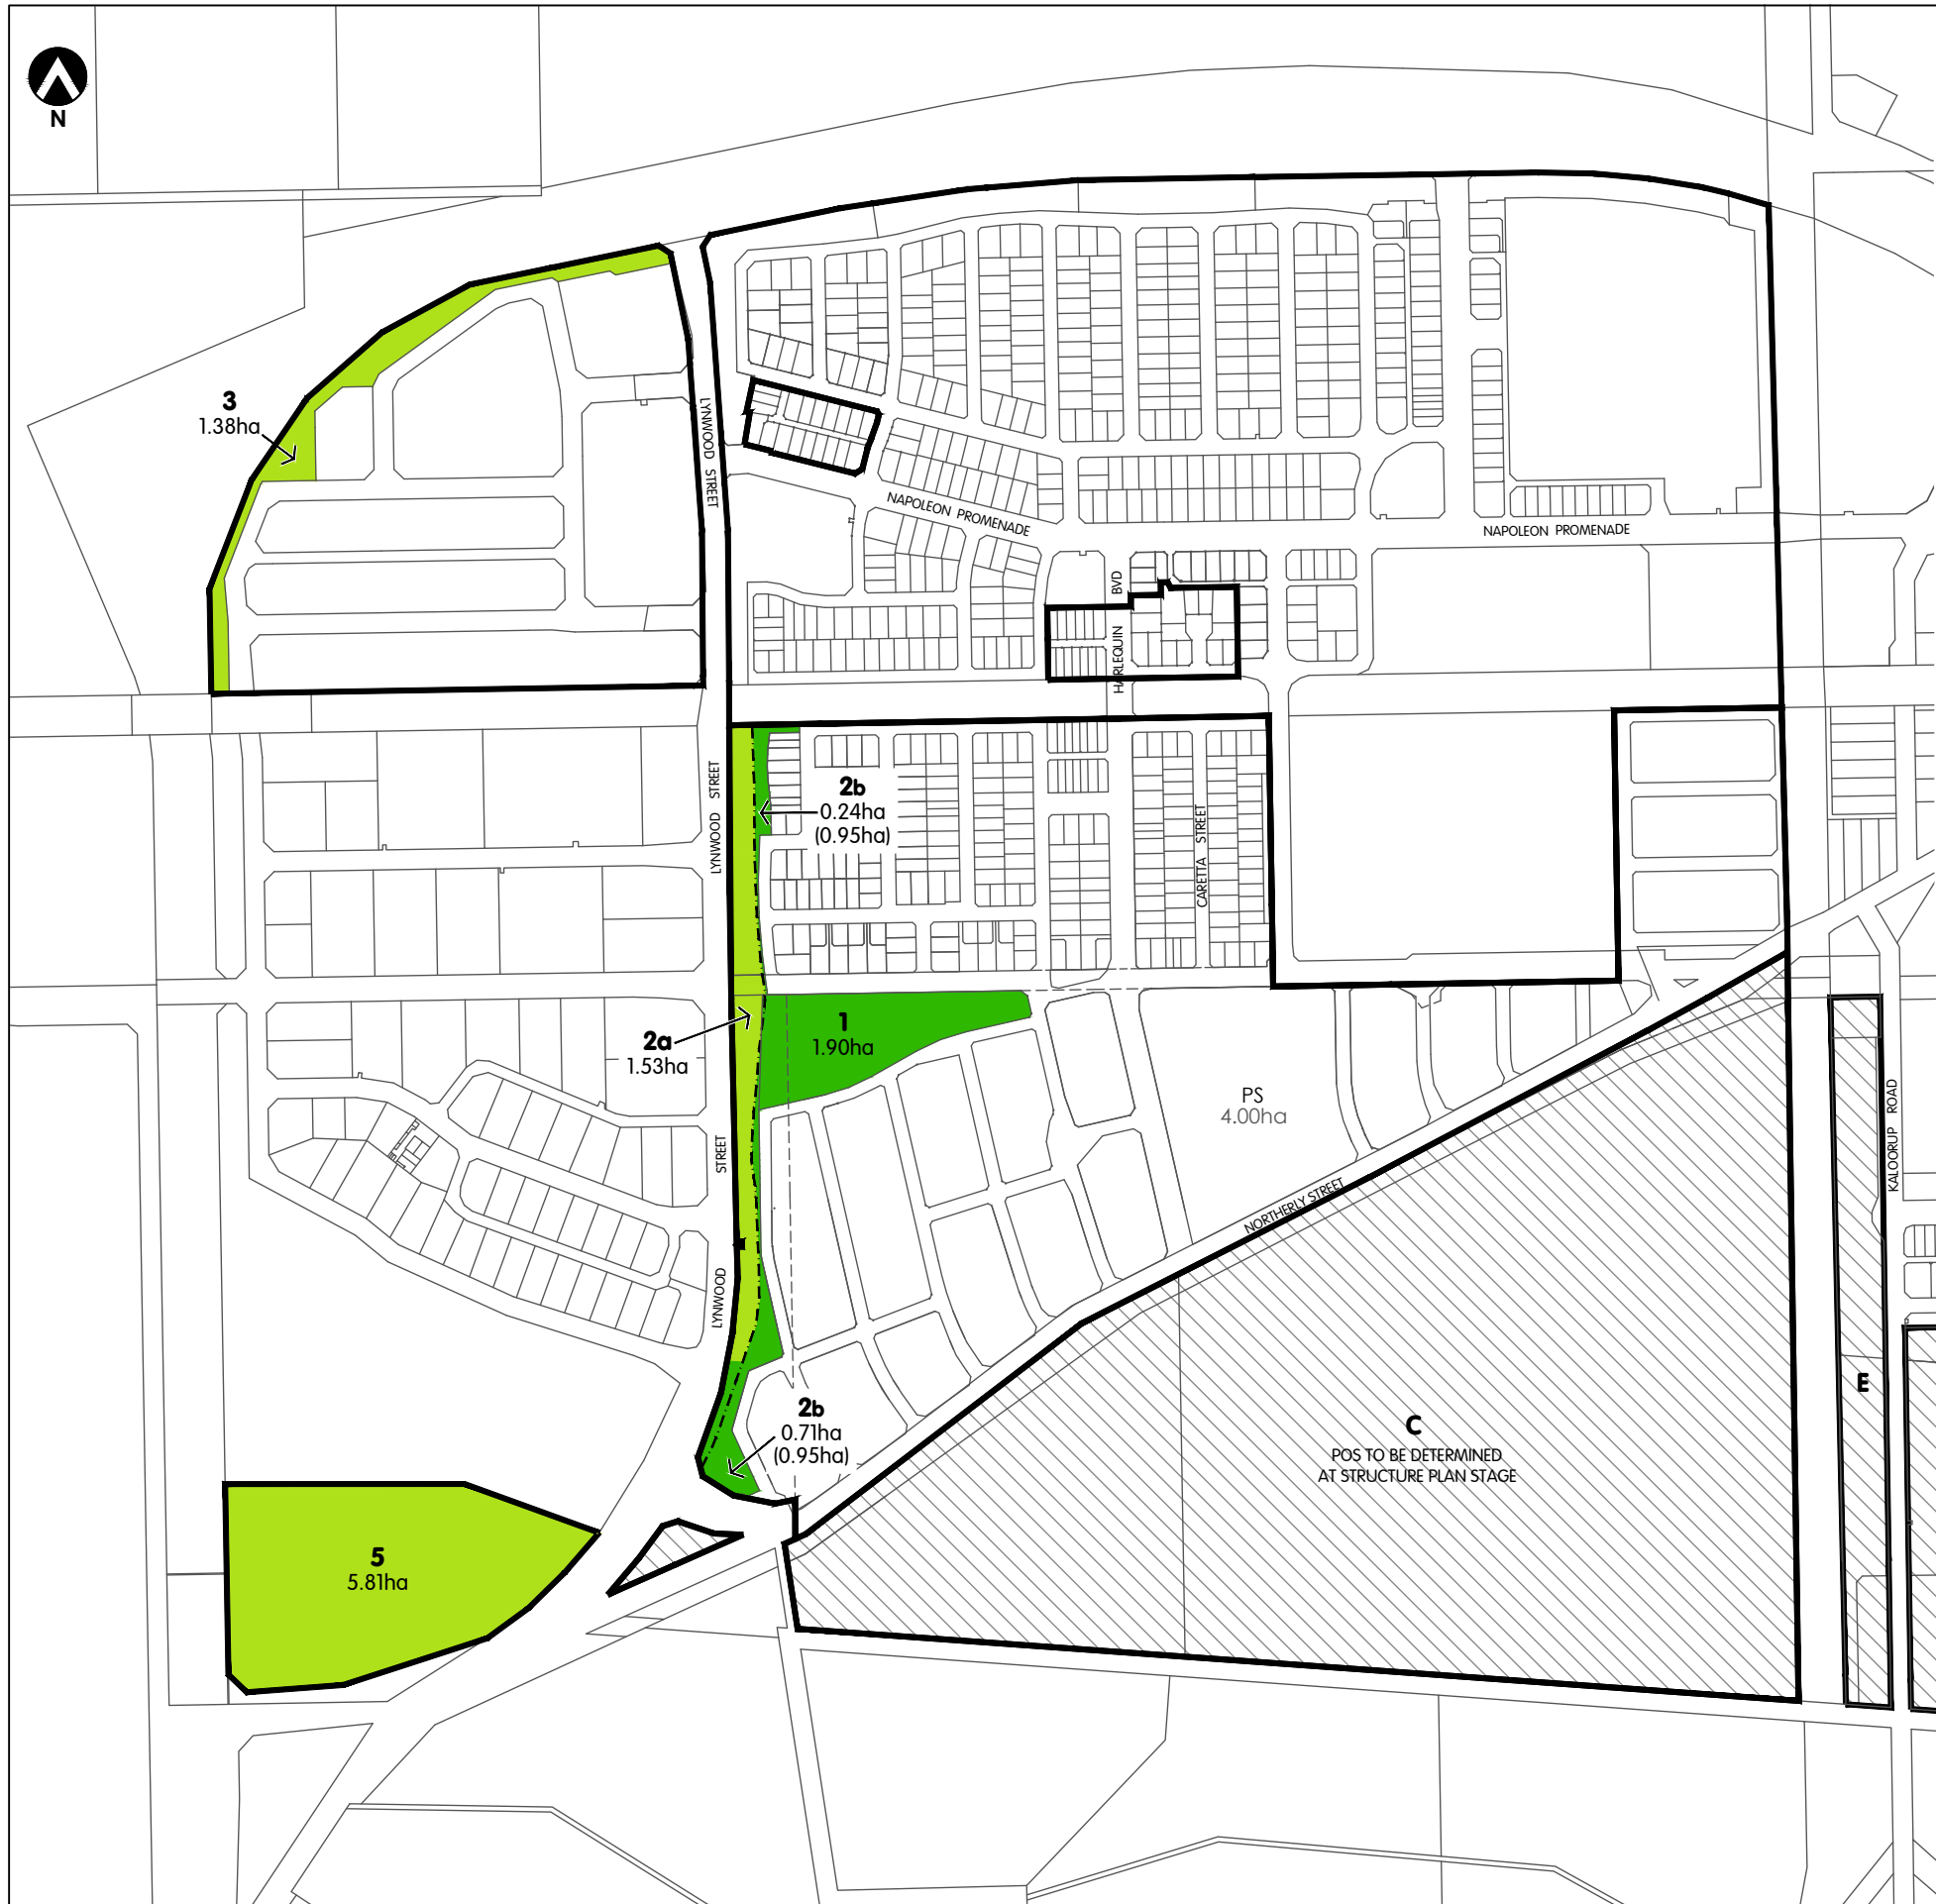 N
3
1.38ha
LYNWOOD STREET
NAPOLEON PROMENADE
NAPOLEON PROMENADE
HARLEQUIN BVD
LYNWOOD STREET
2b
0.24ha
(0.95ha)
CARETTA STREET
2a
1.53ha
1
1.90ha
PS
4.00ha
KALOORUP ROAD
LYNWOOD STREET
NORTHERLY STREET
E
2b
0.71ha
(0.95ha)
C
POS TO BE DETERMINED
AT STRUCTURE PLAN STAGE
5
5.81ha